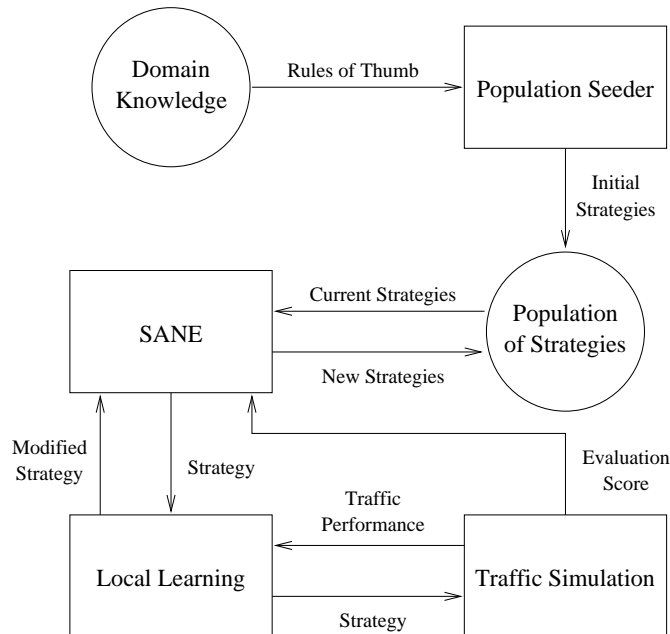 Domain
Knowledge
Rules of Thumb
Population Seeder
Initial
Strategies
Current Strategies
SANE
Population
of Strategies
New Strategies
Modified
Strategy
Strategy
Evaluation
Score
Traffic
Performance
Local Learning
Traffic Simulation
Strategy